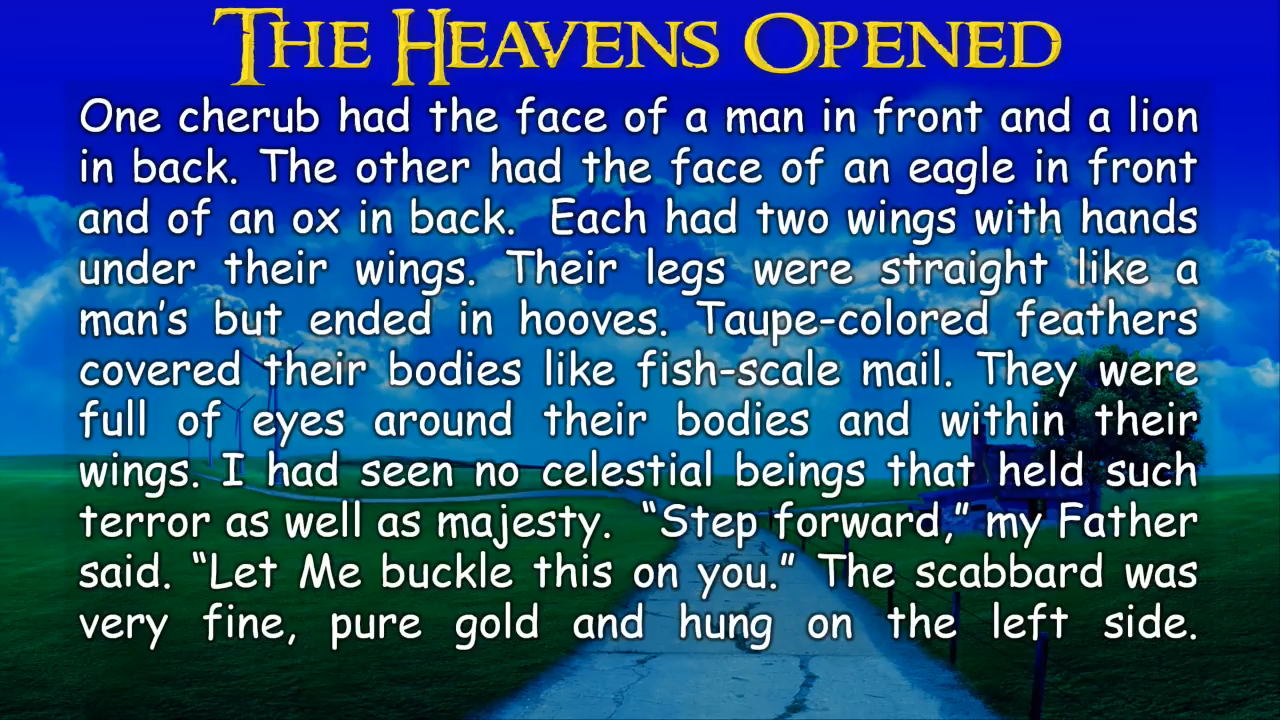 THE HEAVENS OPENED
One cherub had the face of a man in front and a lion
in back. The other had the face of an eagle in front
and of an ox in back.  Each had two wings with hands
under their wings. Their legs were straight like a
man’s but ended in hooves. Taupe-colored feathers
covered their bodies like fish-scale mail. They were
full of eyes around their bodies and within their
wings. I had seen no celestial beings that held such
terror as well as majesty.  “Step forward,” my Father
said. “Let Me buckle this on you.” The scabbard was
very fine, pure gold and hung on the left side.